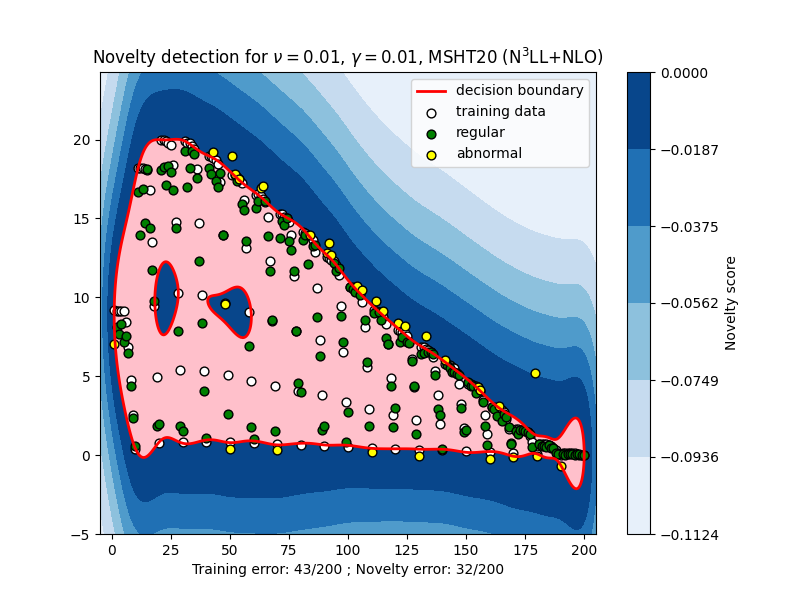 Novelty detection for ν = 0.01, γ = 0.01, MSHT20 (N³LL+NLO)
decision boundary
training data
regular
abnormal
20
15
10
5
0
−5
0 25 50 75 100 125 150 175 200
Training error: 43/200 ; Novelty error: 32/200
0.0000
−0.0187
−0.0375
−0.0562
−0.0749
−0.0936
−0.1124
Novelty score